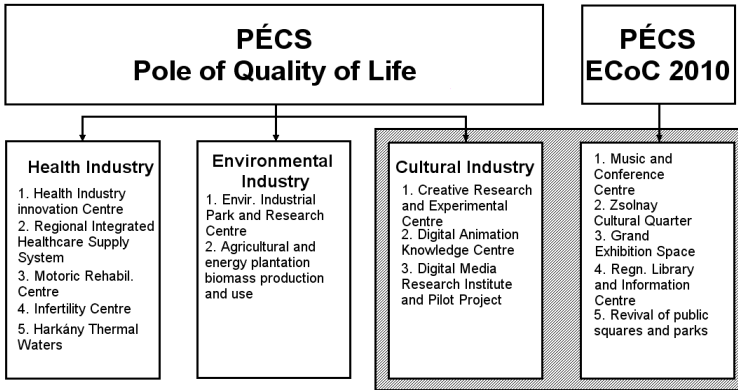 PÉCS
Pole of Quality of Life
PÉCS
ECoC 2010
Health Industry
1. Health Industry
innovation Centre
2. Regional Integrated
Healthcare Supply
System
3. Motoric Rehabil.
Centre
4. Infertility Centre
5. Harkány Thermal
Waters
Environmental
Industry
1. Envir. Industrial
Park and Research
Centre
2. Agricultural and
energy plantation
biomass production
and use
Cultural Industry
1. Creative Research
and Experimental
Centre
2. Digital Animation
Knowledge Centre
3. Digital Media
Research Institute
and Pilot Project
1. Music and
Conference
Centre
2. Zsolnay
Cultural Quarter
3. Grand
Exhibition Space
4. Regn. Library
and Information
Centre
5. Revival of public
squares and parks